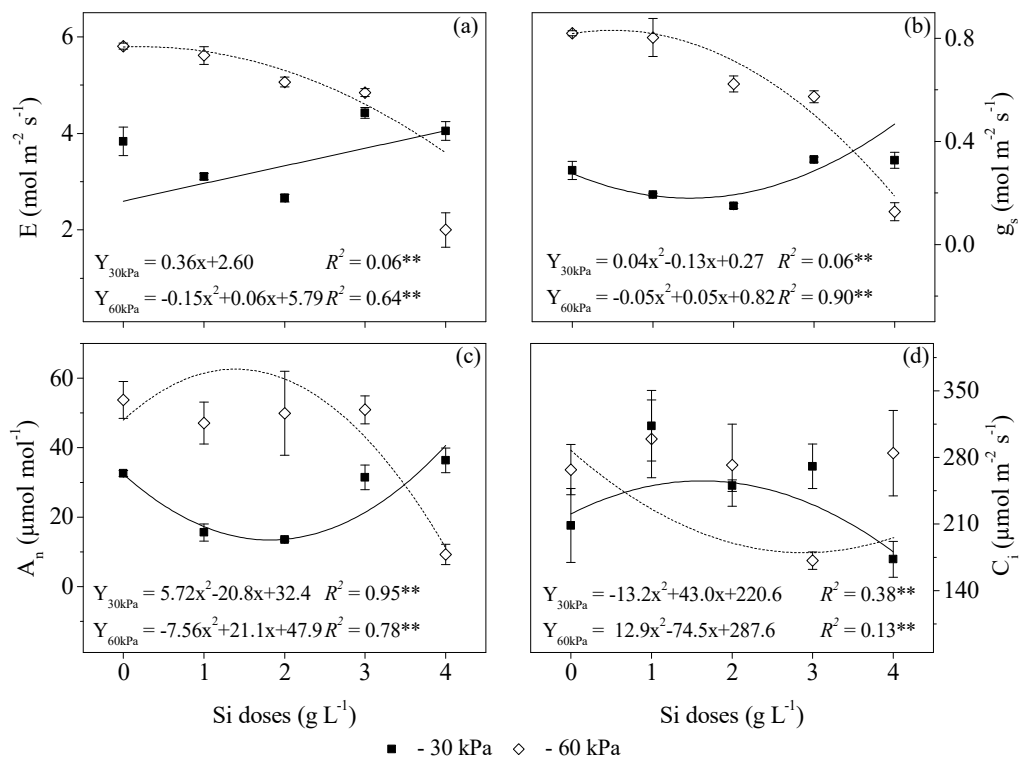 (a)
6
4
2
E (mol m⁻² s⁻¹)
Y30kPa = 0.36x+2.60 R² = 0.06**
Y60kPa = -0.15x²+0.06x+5.79 R² = 0.64**
(b)
0.8
0.4
0.0
gs (mol m⁻² s⁻¹)
Y30kPa = 0.04x²-0.13x+0.27 R² = 0.06**
Y60kPa = -0.05x²+0.05x+0.82 R² = 0.90**
(c)
60
40
20
0
An (μmol mol⁻¹)
Y30kPa = 5.72x²-20.8x+32.4 R² = 0.95**
Y60kPa = -7.56x²+21.1x+47.9 R² = 0.78**
0 1 2 3 4
Si doses (g L⁻¹)
(d)
350
280
210
140
Ci (μmol m⁻² s⁻¹)
Y30kPa = -13.2x²+43.0x+220.6 R² = 0.38**
Y60kPa = 12.9x²-74.5x+287.6 R² = 0.13**
0 1 2 3 4
Si doses (g L⁻¹)
- 30 kPa - 60 kPa